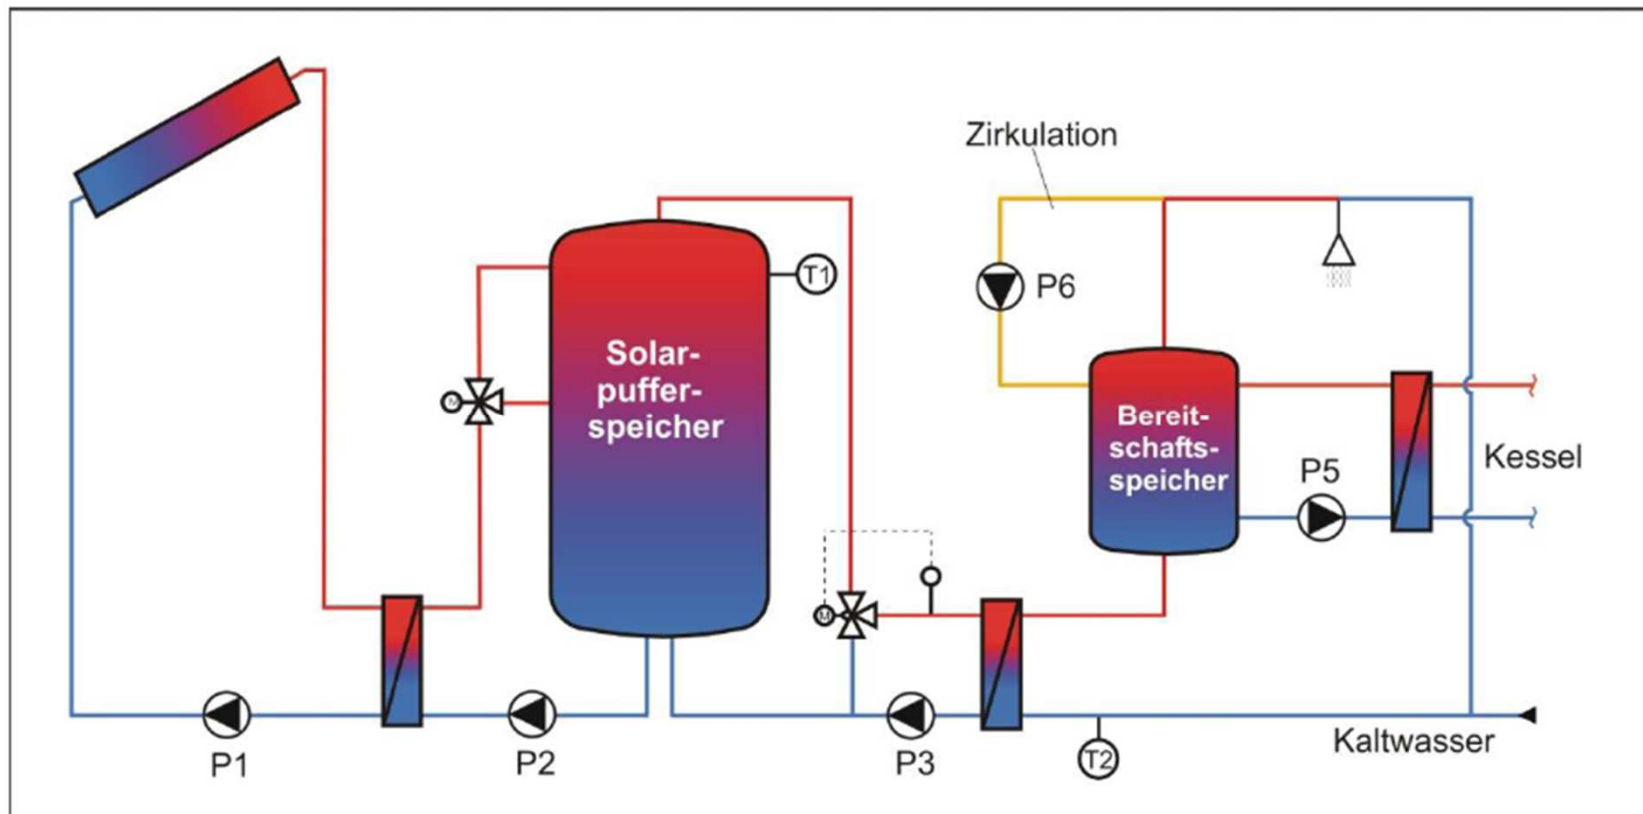 Zirkulation
T1
P6
Solar-
puffer-
speicher
Bereit-
schafts-
speicher
P5
Kessel
M
M
P1
P2
P3
T2
Kaltwasser